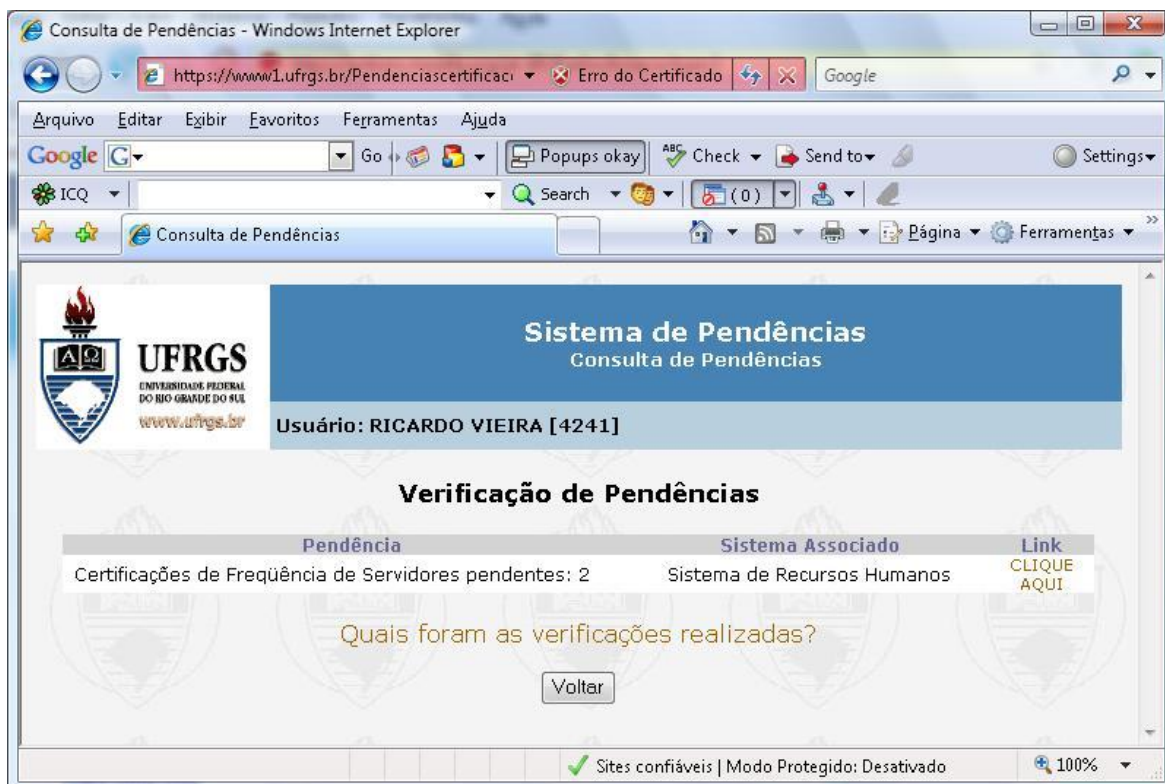 Consulta de Pendências - Windows Internet Explorer
https://www1.ufrgs.br/Pendenciascertificaci Erro do Certificado Google
Arquivo Editar Exibir Favoritos Ferramentas Ajuda
Google G Go Popups okay ABC Check Send to Settings
ICQ Search (0)
Consulta de Pendências Página Ferramentas »
UFRGS
UNIVERSIDADE FEDERAL
DO RIO GRANDE DO SUL
www.ufrgs.br
Sistema de Pendências
Consulta de Pendências
Usuário: RICARDO VIEIRA [4241]
Verificação de Pendências
Pendência Sistema Associado Link
Certificações de Freqüência de Servidores pendentes: 2 Sistema de Recursos Humanos CLIQUE
AQUI
Quais foram as verificações realizadas?
Voltar
Sites confiáveis | Modo Protegido: Desativado 100%